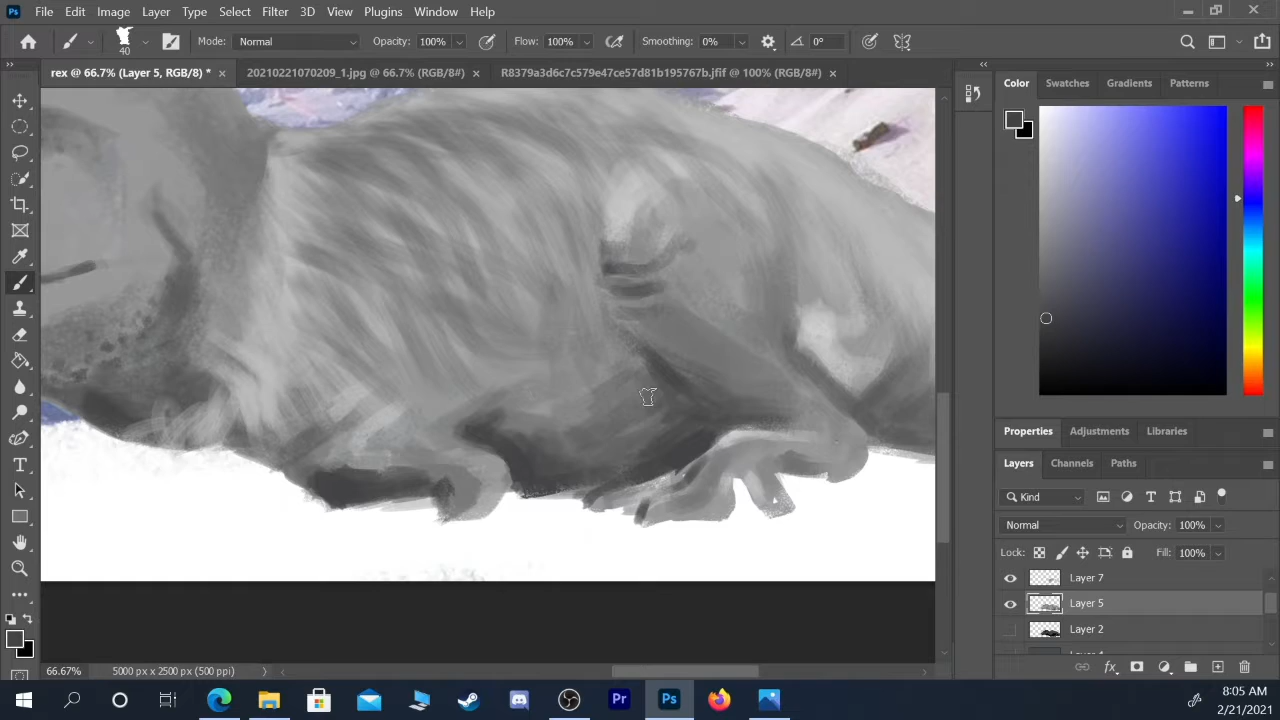 Ps File Edit Image Layer Type Select Filter 3D View Plugins Window Help
40 Mode: Normal Opacity: 100% Flow: 100% Smoothing: 0% 0°
rex @ 66.7% (Layer 5, RGB/8) * × 20210221070209_1.jpg @ 66.7% (RGB/8#) × R8379a3d6c7c579e47ce57d81b195767b.jfif @ 100% (RGB/8#) ×
Color Swatches Gradients Patterns
Properties Adjustments Libraries
Layers Channels Paths
Kind
Normal Opacity: 100%
Lock: Fill: 100%
Layer 7
Layer 5
Layer 2
66.67% 5000 px x 2500 px (500 ppi)
fx
Pr Ps
8:05 AM
2/21/2021